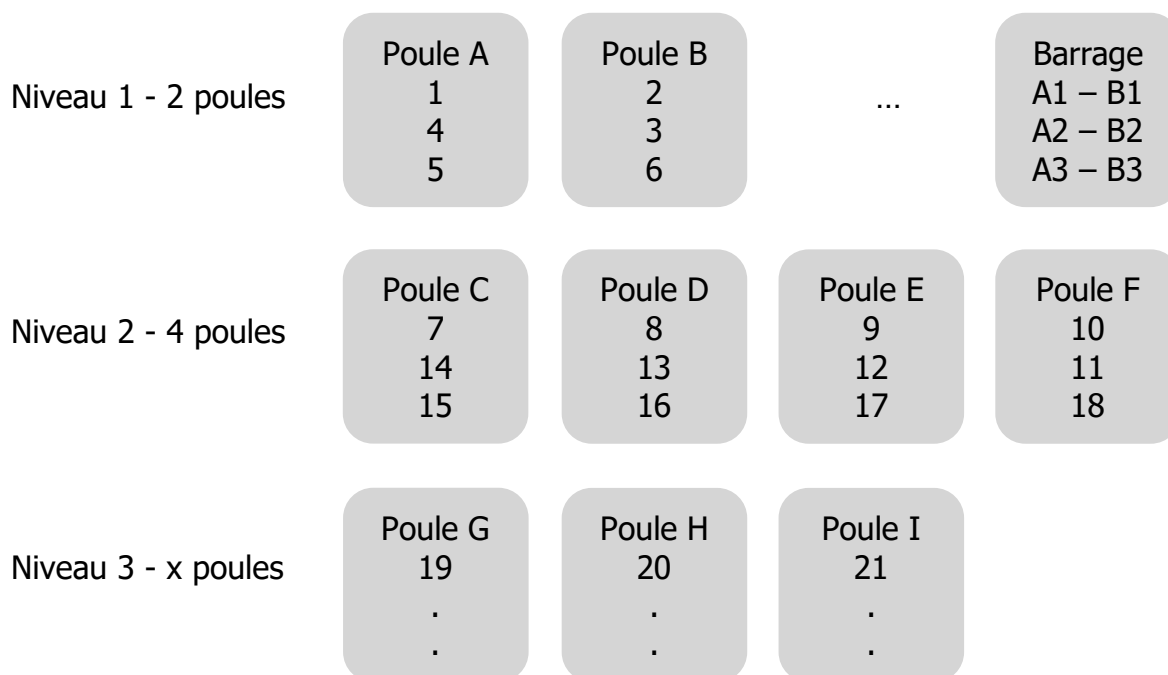 Niveau 1 - 2 poules
Poule A
1
4
5
Poule B
2
3
6
…
Barrage
A1 – B1
A2 – B2
A3 – B3
Niveau 2 - 4 poules
Poule C
7
14
15
Poule D
8
13
16
Poule E
9
12
17
Poule F
10
11
18
Niveau 3 - x poules
Poule G
19
.
.
Poule H
20
.
.
Poule I
21
.
.